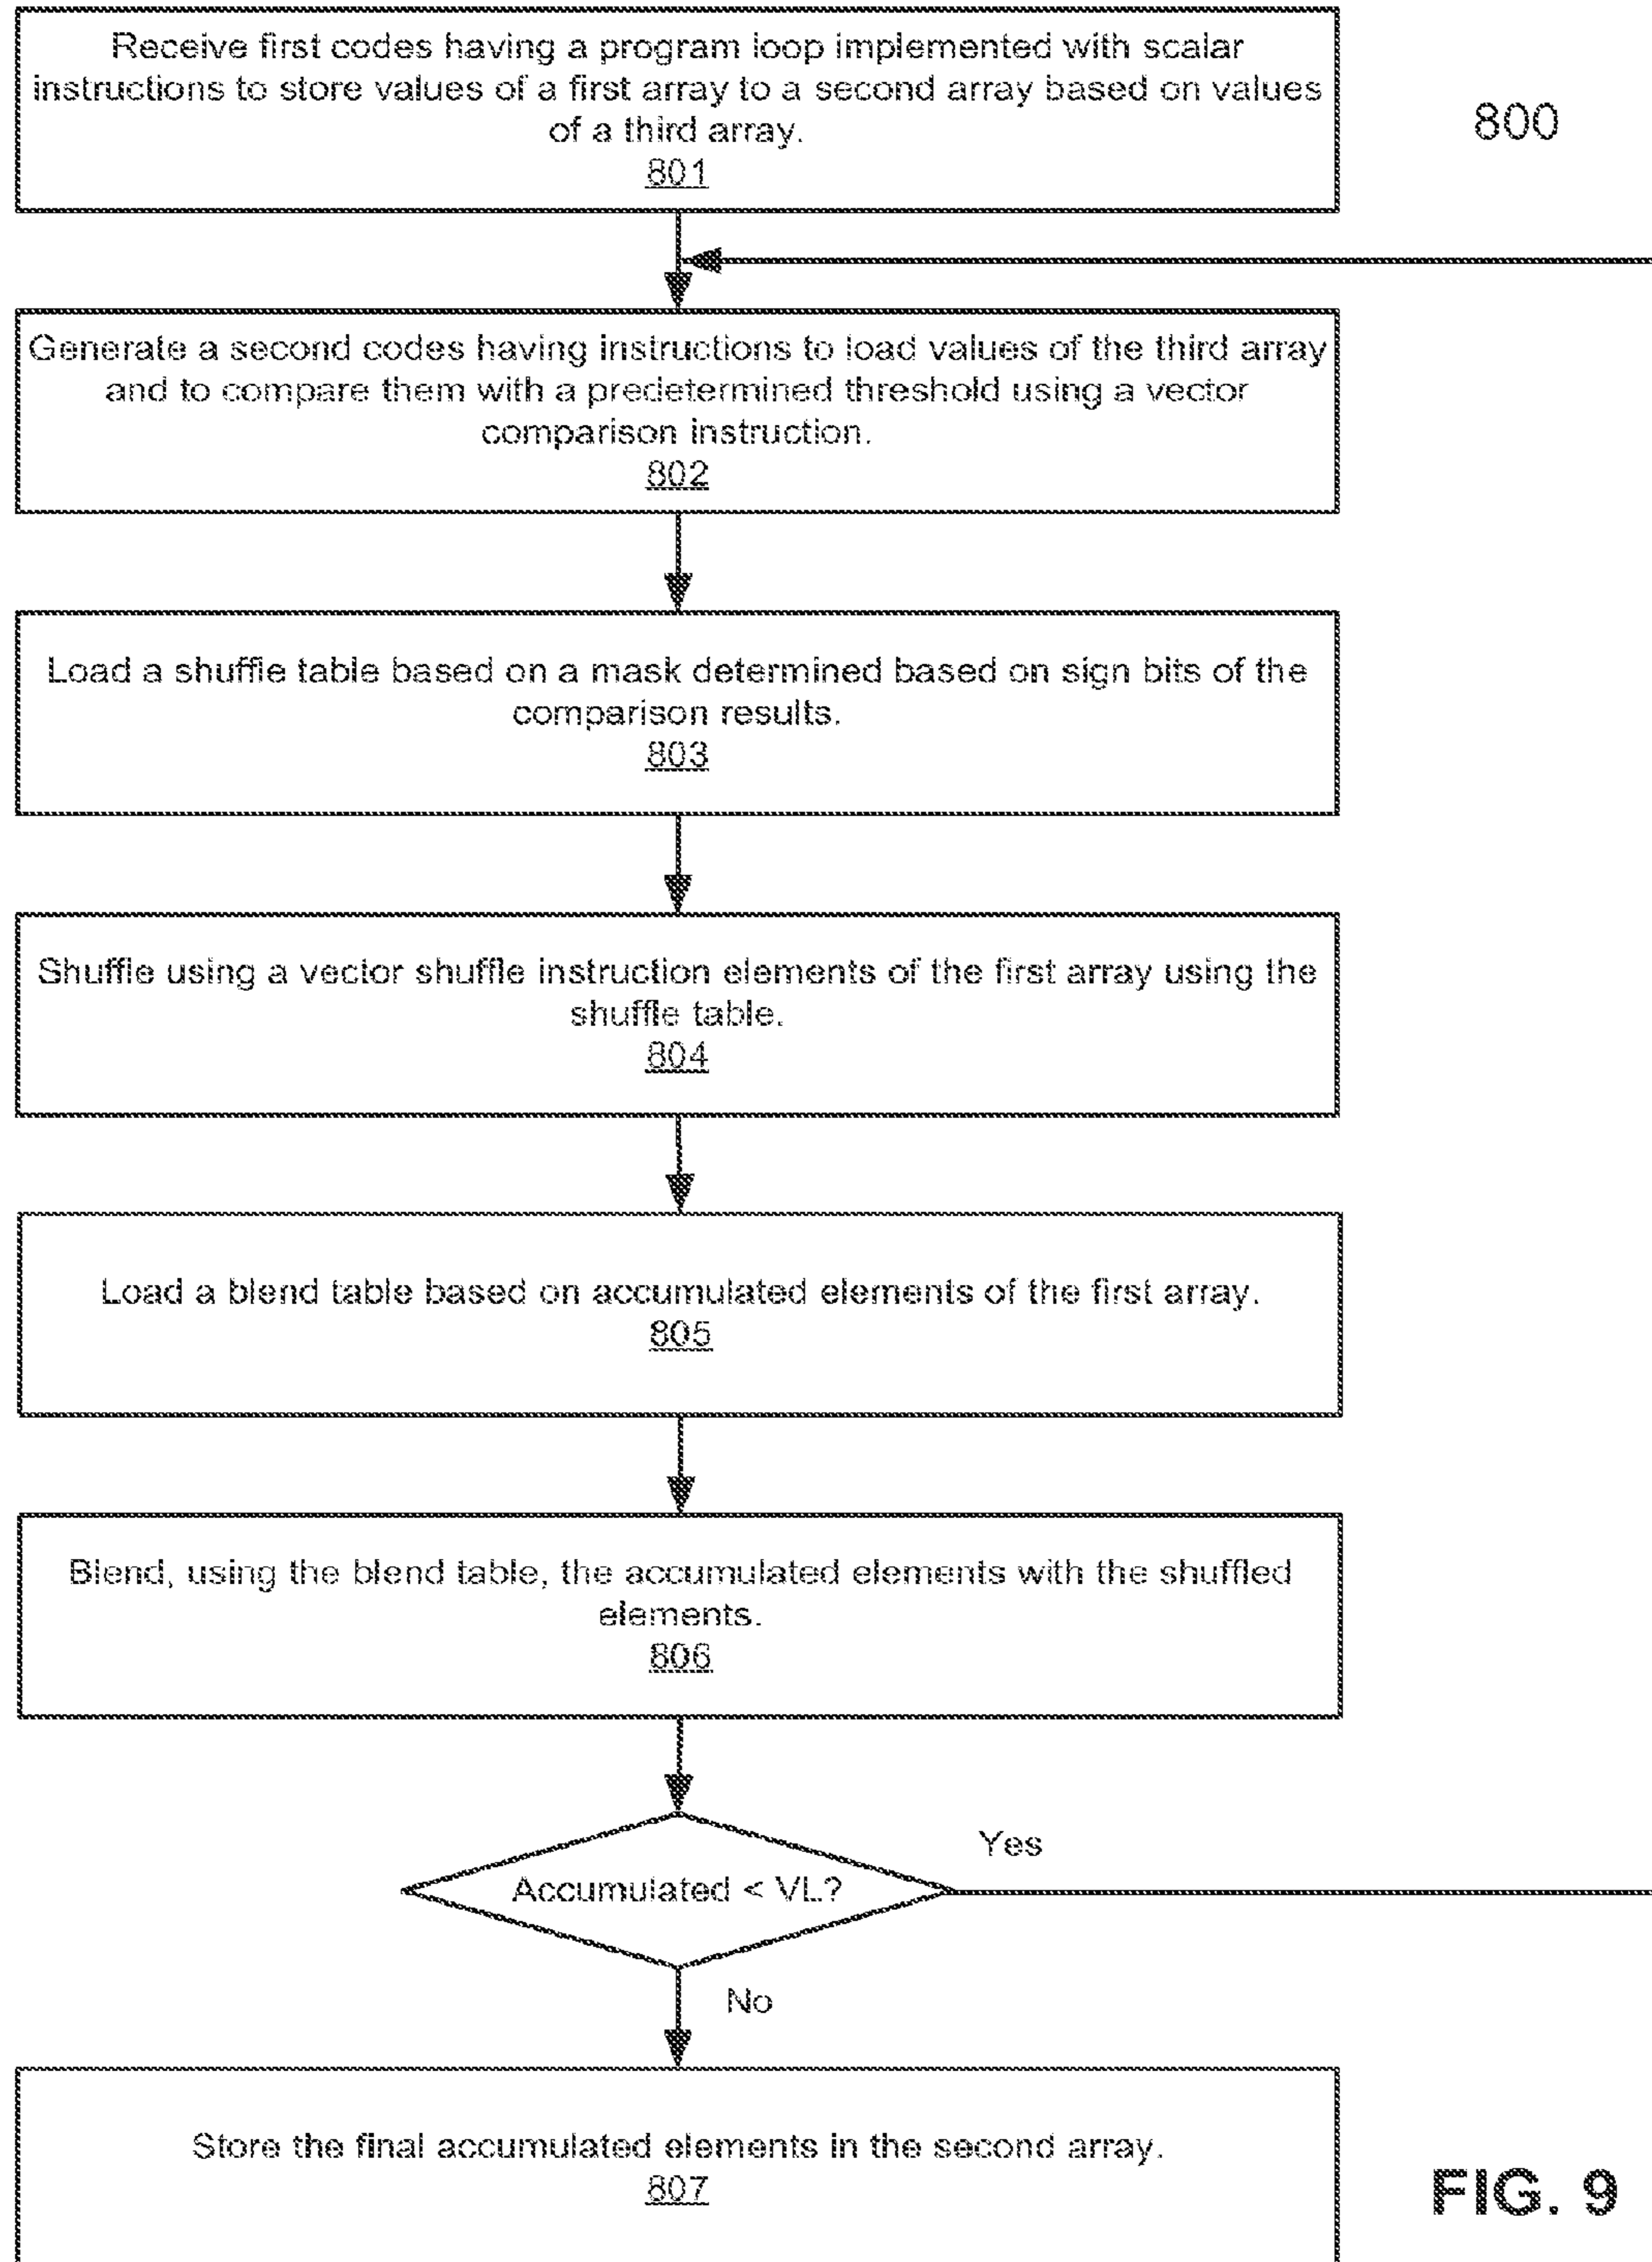 Receive first codes having a program loop implemented with scalar
instructions to store values of a first array to a second array based on values
of a third array.
801
800
Generate a second codes having instructions to load values of the third array
and to compare them with a predetermined threshold using a vector
comparison instruction.
802
Load a shuffle table based on a mask determined based on sign bits of the
comparison results.
803
Shuffle using a vector shuffle instruction elements of the first array using the
shuffle table.
804
Load a blend table based on accumulated elements of the first array.
805
Blend, using the blend table, the accumulated elements with the shuffled
elements.
806
Yes
Accumulated < VL?
No
Store the final accumulated elements in the second array.
807
FIG. 9